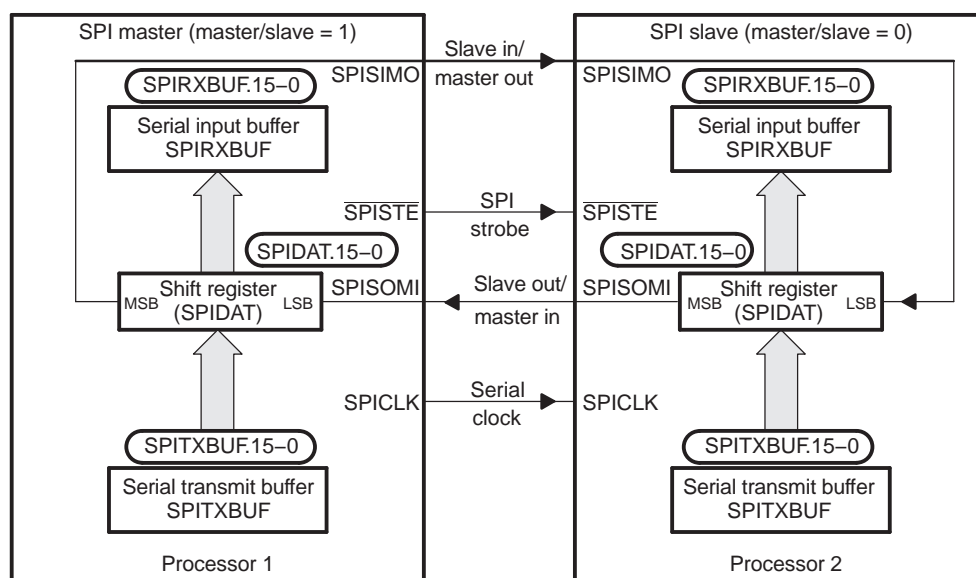 SPI master (master/slave = 1)
SPIRXBUF.15–0
Serial input buffer
SPIRXBUF
SPISIMO
SPISTE
SPIDAT.15–0
MSB
Shift register
(SPIDAT)
LSB
SPISOMI
SPICLK
SPITXBUF.15–0
Serial transmit buffer
SPITXBUF
Processor 1
Slave in/
master out
SPI
strobe
Slave out/
master in
Serial
clock
SPI slave (master/slave = 0)
SPISIMO
SPIRXBUF.15–0
Serial input buffer
SPIRXBUF
SPISTE
SPIDAT.15–0
SPISOMI
MSB
Shift register
(SPIDAT)
LSB
SPICLK
SPITXBUF.15–0
Serial transmit buffer
SPITXBUF
Processor 2